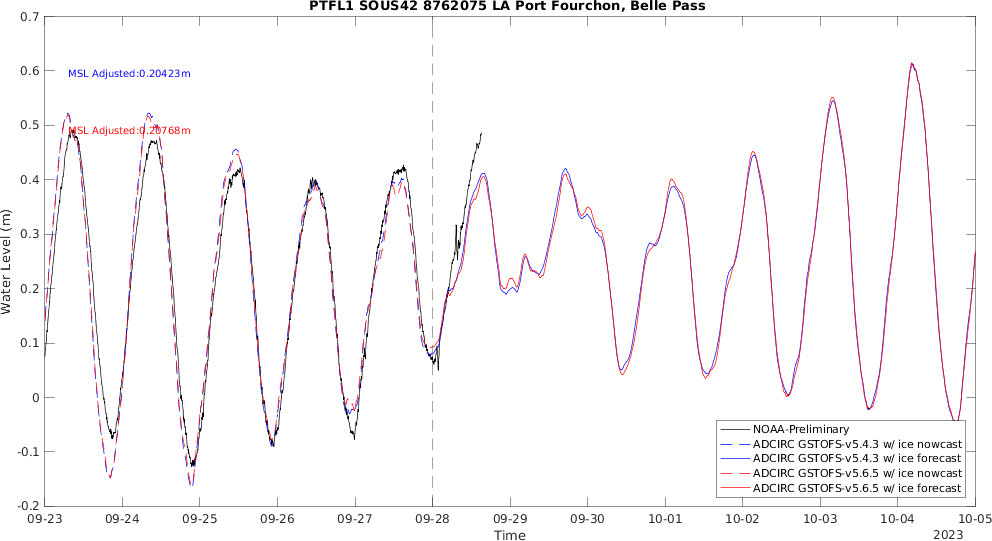 PTFL1 SOUS42 8762075 LA Port Fourchon, Belle Pass
0.7
0.6
0.5
0.4
0.3
0.2
0.1
0
-0.1
-0.2
Water Level (m)
MSL Adjusted:0.20423m
MSL Adjusted:0.20768m
NOAA-Preliminary
ADCIRC GSTOFS-v5.4.3 w/ ice nowcast
ADCIRC GSTOFS-v5.4.3 w/ ice forecast
ADCIRC GSTOFS-v5.6.5 w/ ice nowcast
ADCIRC GSTOFS-v5.6.5 w/ ice forecast
09-23 09-24 09-25 09-26 09-27 09-28 09-29 09-30 10-01 10-02 10-03 10-04 10-05
Time
2023